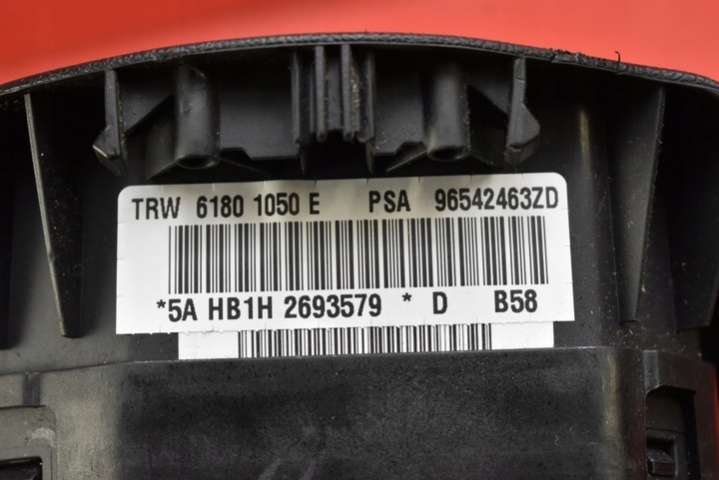 TRW 6180 1050 E PSA 96542463ZD
*5A HB1H 2693579 * D B58